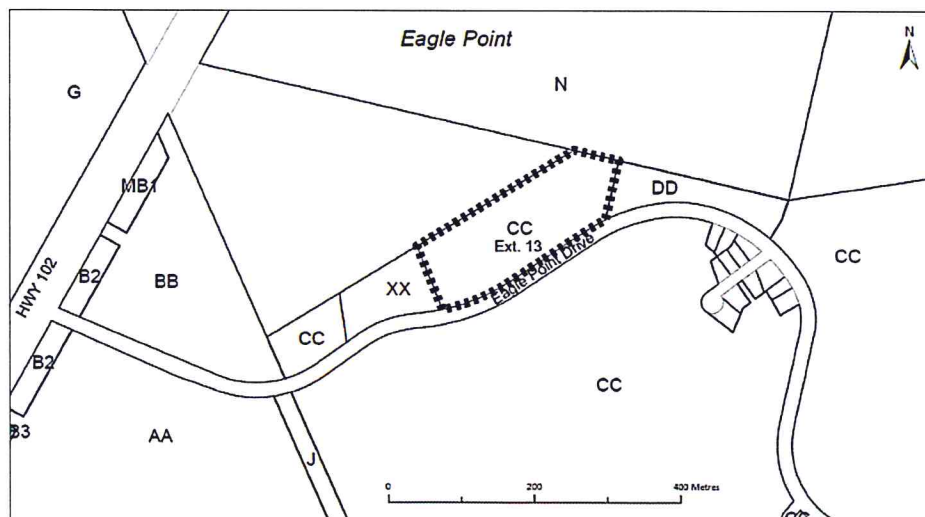 Eagle Point
N
G
N
MB1
DD
CC
Ext. 13
Eagle Point Drive
CC
HWY 102
B2
BB
XX
CC
B2
CC
B3
AA
J
0 200 400 Metres